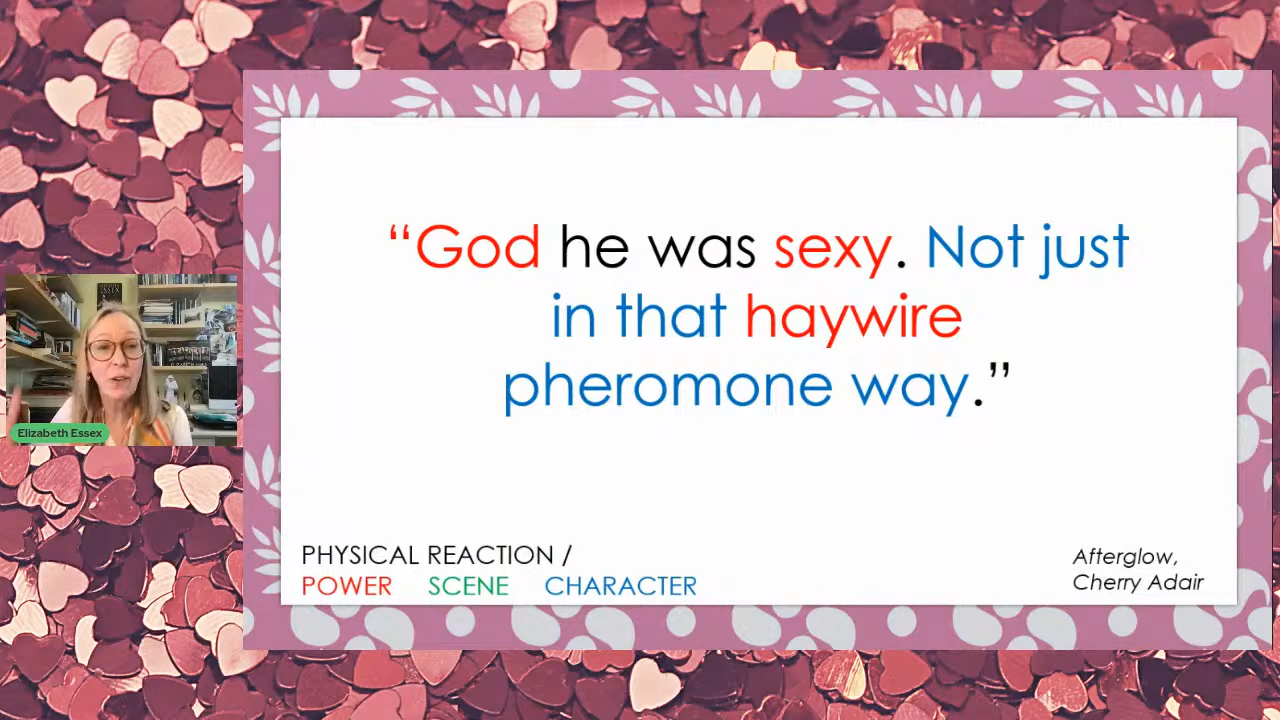 “God he was sexy. Not just
in that haywire
pheromone way.”
Elizabeth Essex
PHYSICAL REACTION /
POWER SCENE CHARACTER
Afterglow,
Cherry Adair